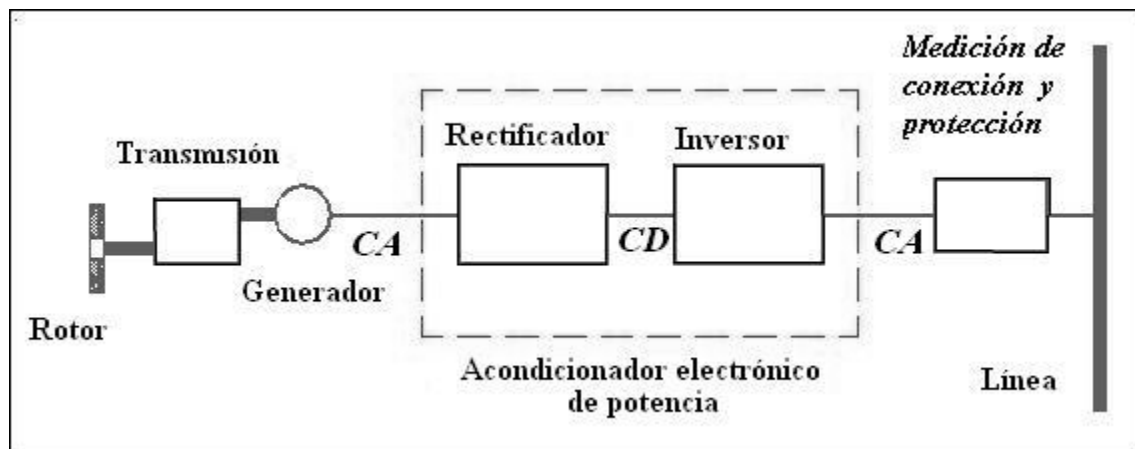 Medición de
conexión y
protección
Rectificador
Inversor
Transmisión
CA
CD
CA
Generador
Rotor
Acondicionador electrónico
de potencia
Línea